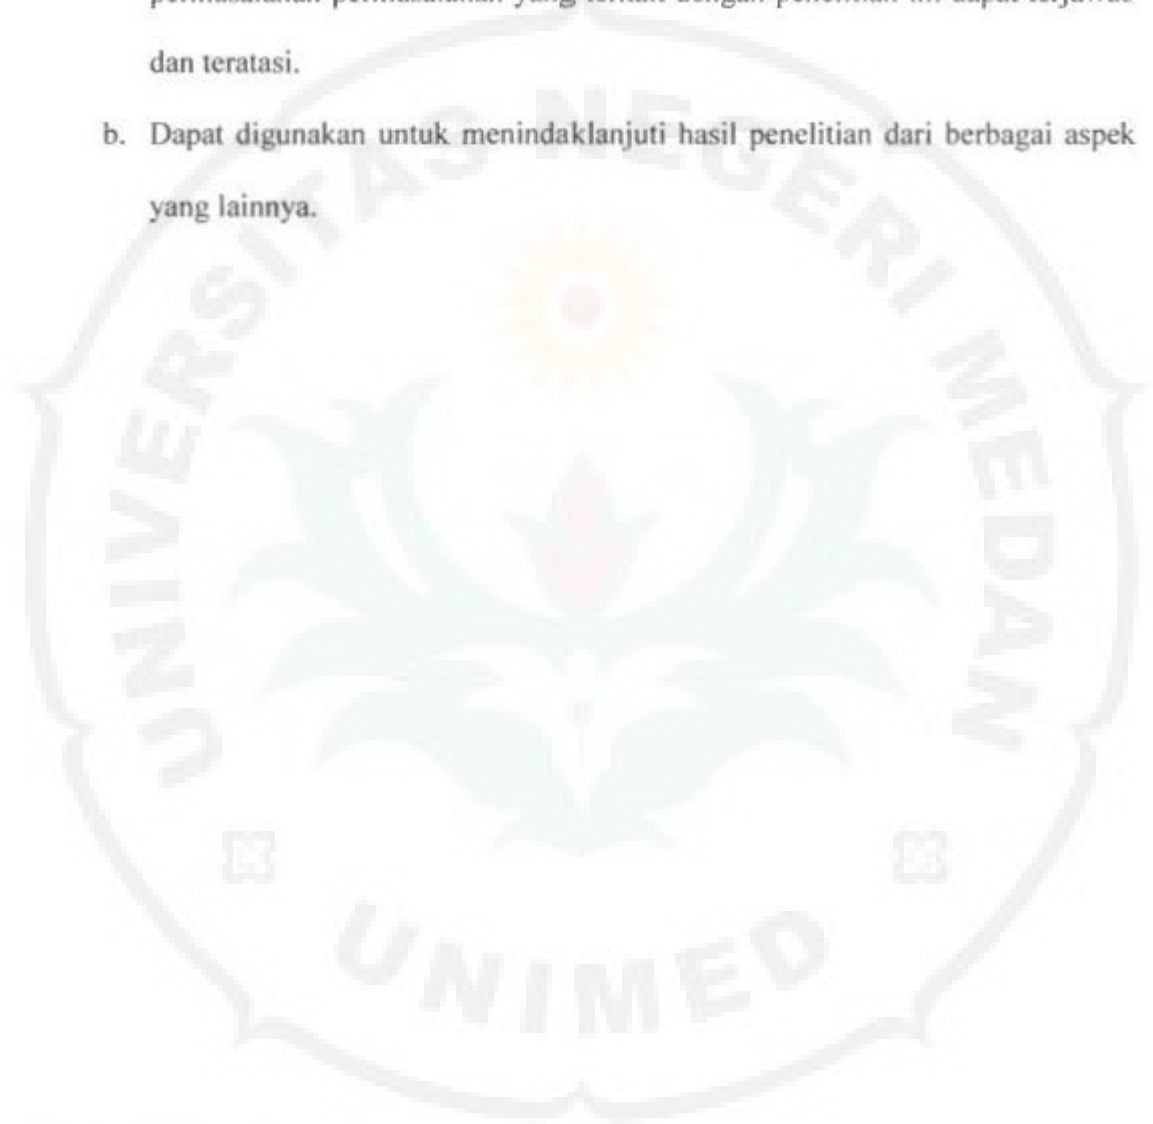 dan teratasi.
b. Dapat digunakan untuk menindaklanjuti hasil penelitian dari berbagai aspek
yang lainnya.
UNIVERSITAS NEGERI MEDAN
UNIMED